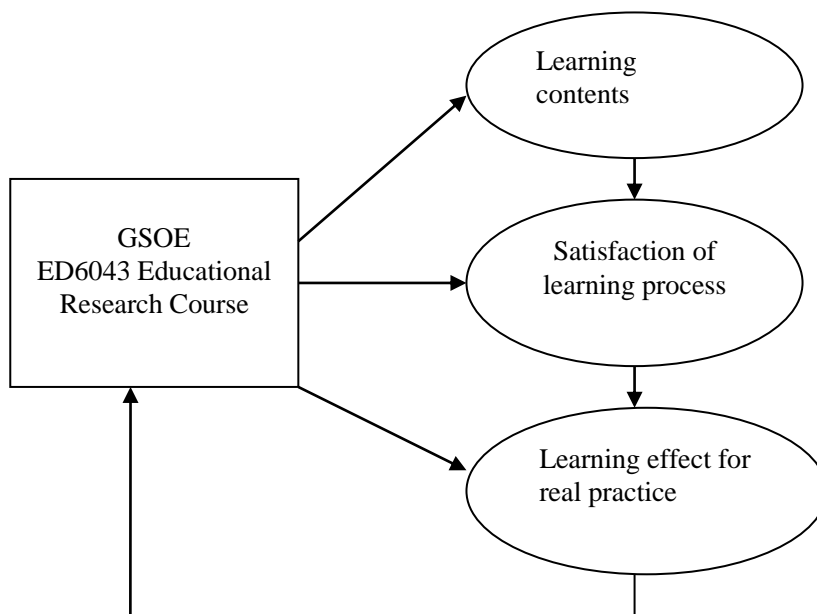 Learning
contents
GSOE
ED6043 Educational
Research Course
Satisfaction of
learning process
Learning effect for
real practice